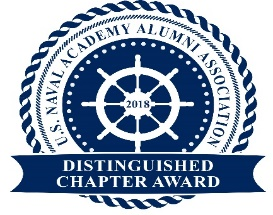 U.S. NAVAL ACADEMY ALUMNI ASSOCIATION
2018
DISTINGUISHED
CHAPTER AWARD